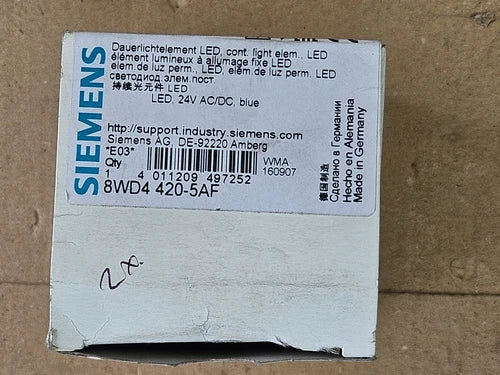 SIEMENS
Dauerlichtelement LED, cont. light elem.. LED
élément lumineux à allumage fixe LED
elem.de luz perm., LED, elem.de luz perm. LED
светодиод.элем.пост.
持续光元件 LED
LED, 24V AC/DC, blue
http://support.industry.siemens.com
Siemens AG, DE-92220 Amberg
*E03*
Qty
1
4 011209 497252
WMA
160907
8WD4 420-5AF
德国制造
Сделано в Германии
Hecho en Alemania
Made in Germany
2x.